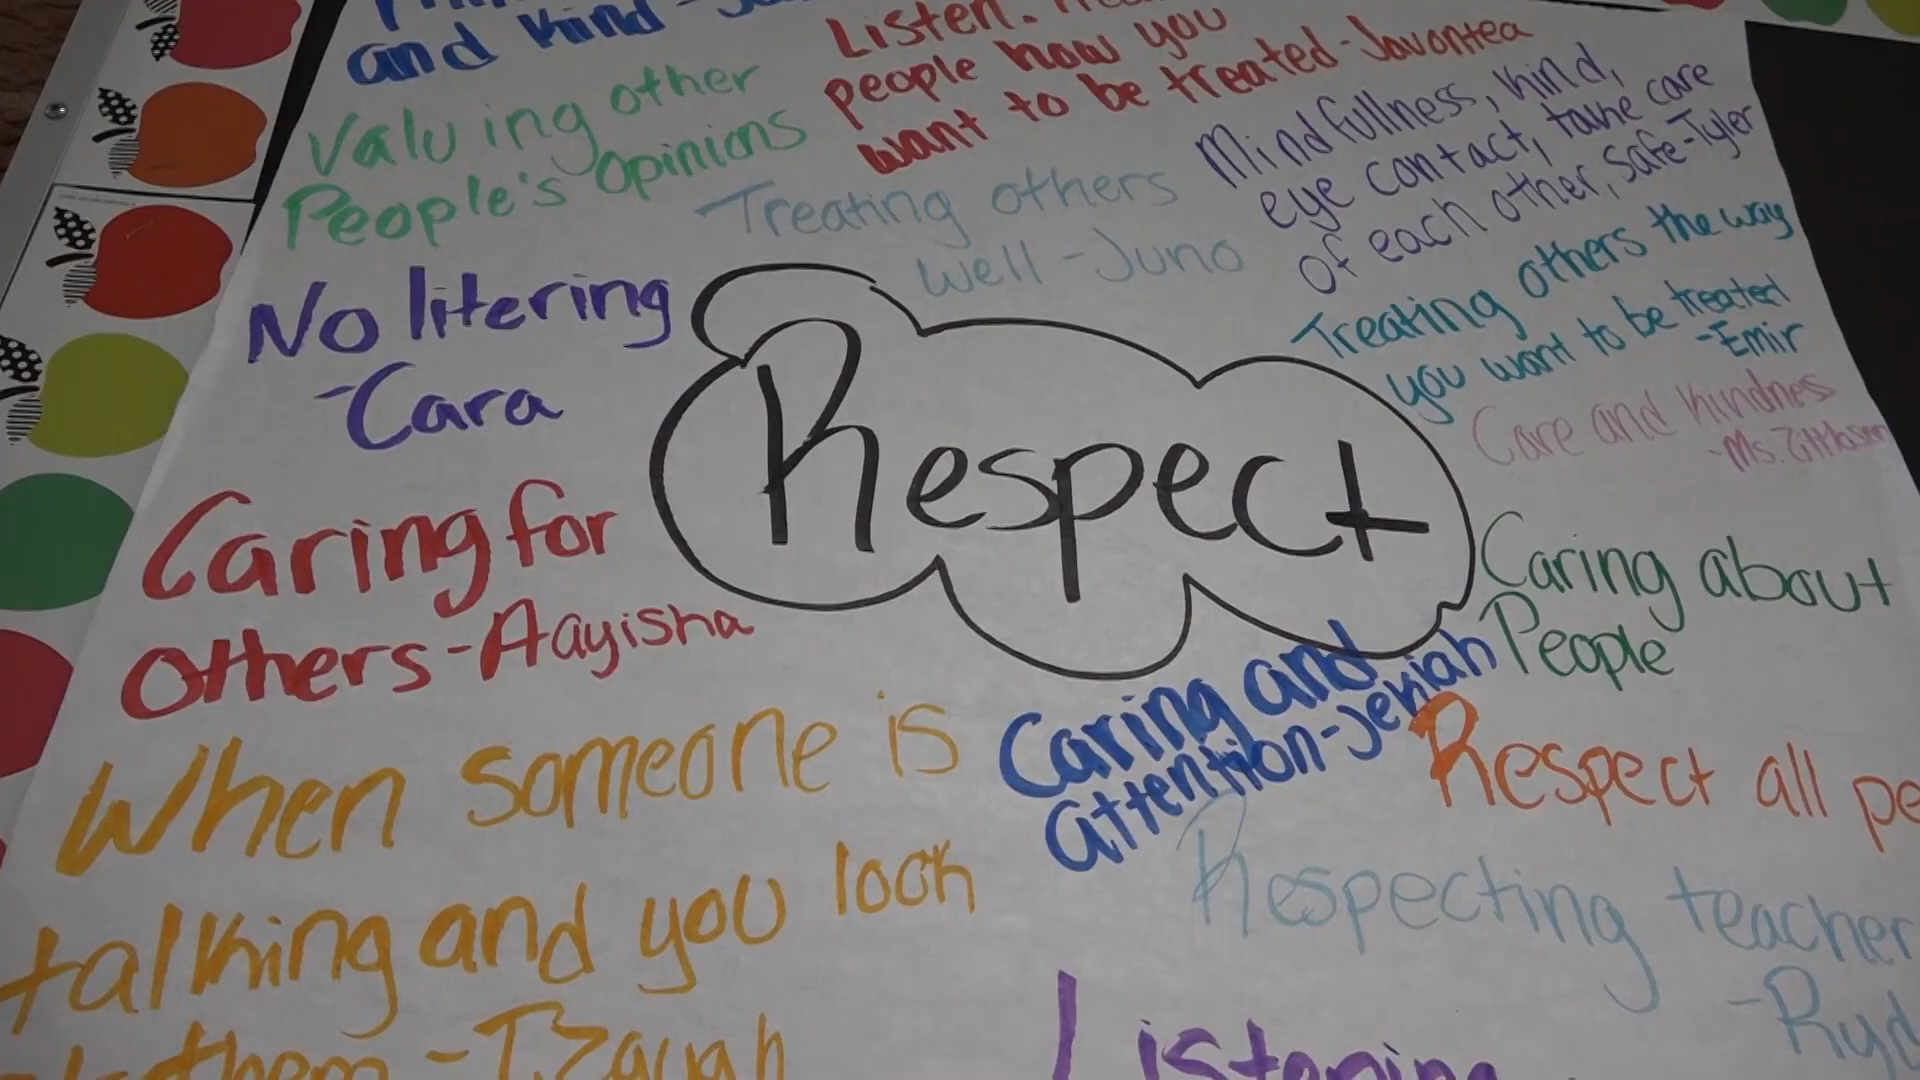 and kind
Valuing other
People's opinions
Listen.
people how you
want to be treated-Javontea
Treating others
well-Juno
Mindfullness, kind,
eye contact, take care
of each other, safe-Tyler
Treating others the way
you want to be treated
-Emir
Care and kindness
-Ms.
No litering
-Cara
Respect
Caring for
others-Aayisha
Caring about
People
Caring and
attention-Jeriah
Respect all
When someone is
talking and you look
them -
Respecting teacher
Listening